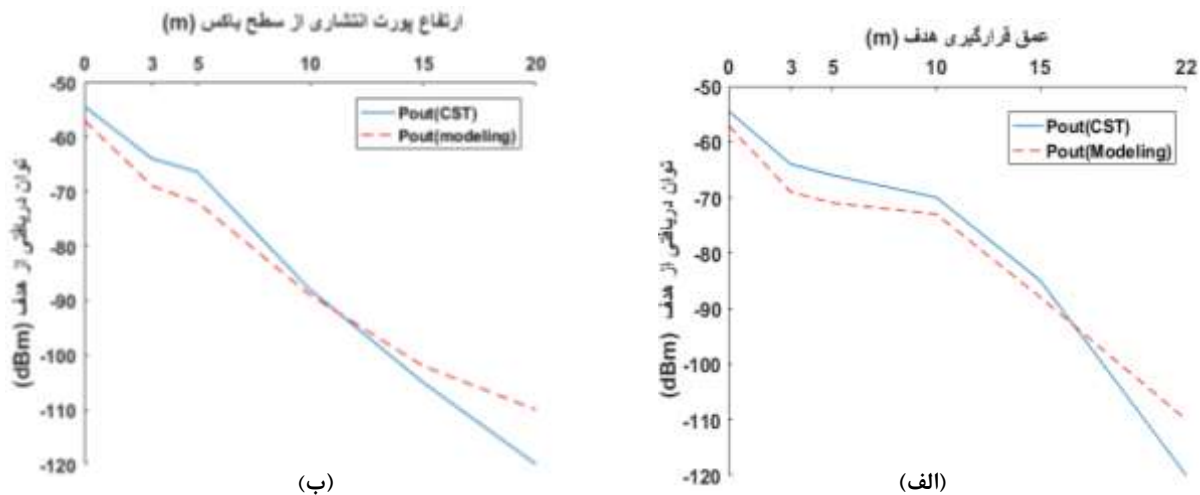 عمق قرارگیری هدف (m)
0 3 5 10 15 22
-50
-60
-70
-80
-90
-100
-110
-120
توان دریافتی از هدف (dBm)
Pout(CST)
Pout(Modeling)
(الف)
ارتفاع پورت انتشاری از سطح باکس (m)
0 3 5 10 15 20
-50
-60
-70
-80
-90
-100
-110
-120
توان دریافتی از هدف (dBm)
Pout(CST)
Pout(modeling)
(ب)